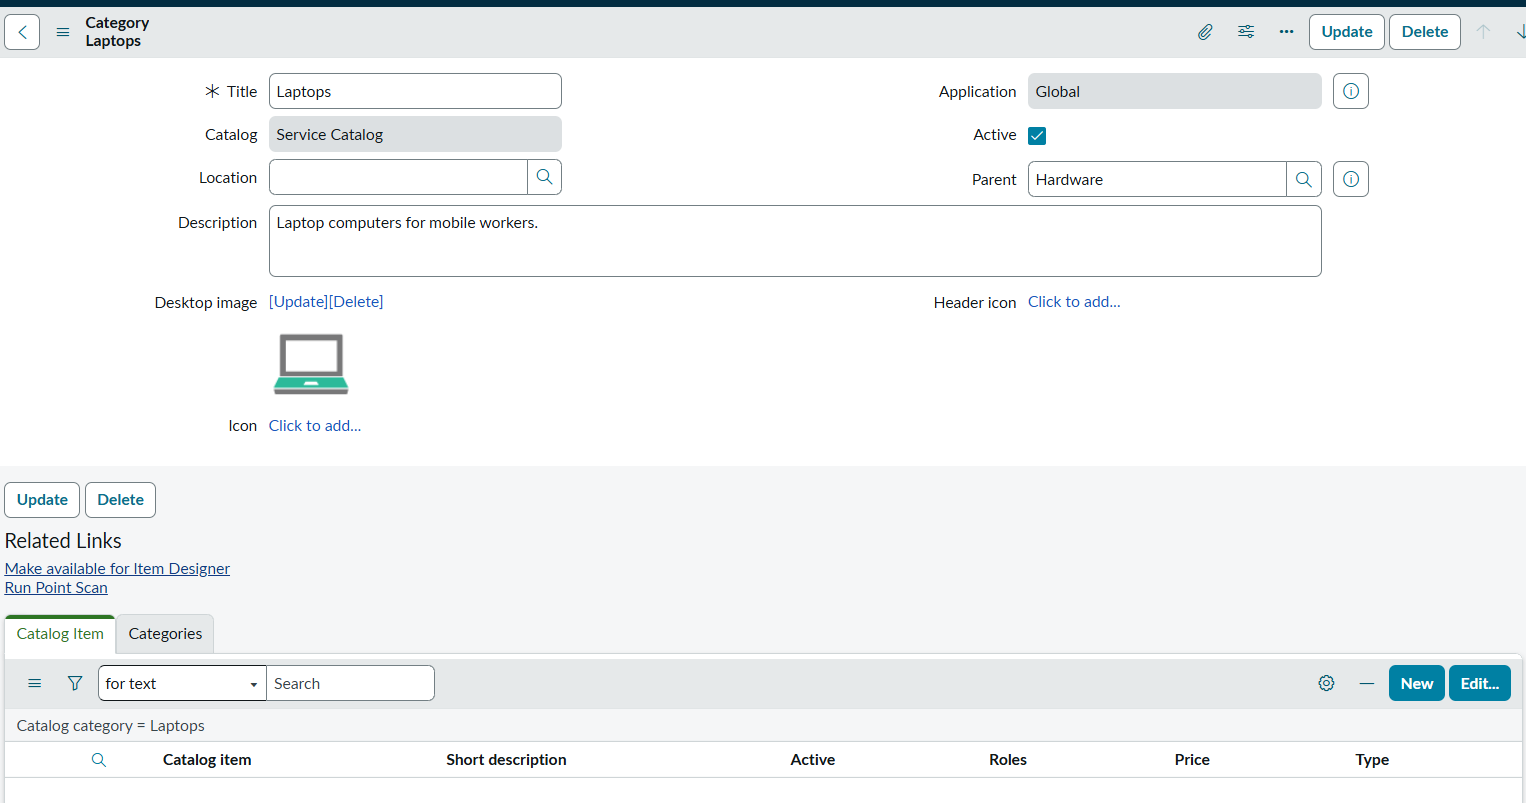 Category
Laptops
Update
Delete
Title
Laptops
Application
Global
Catalog
Service Catalog
Active
Location
Parent
Hardware
Description
Laptop computers for mobile workers.
Desktop image
[Update][Delete]
Header icon
Click to add...
Icon
Click to add...
Update
Delete
Related Links
Make available for Item Designer
Run Point Scan
Catalog Item
Categories
for text
Search
New
Edit...
Catalog category = Laptops
Catalog item
Short description
Active
Roles
Price
Type